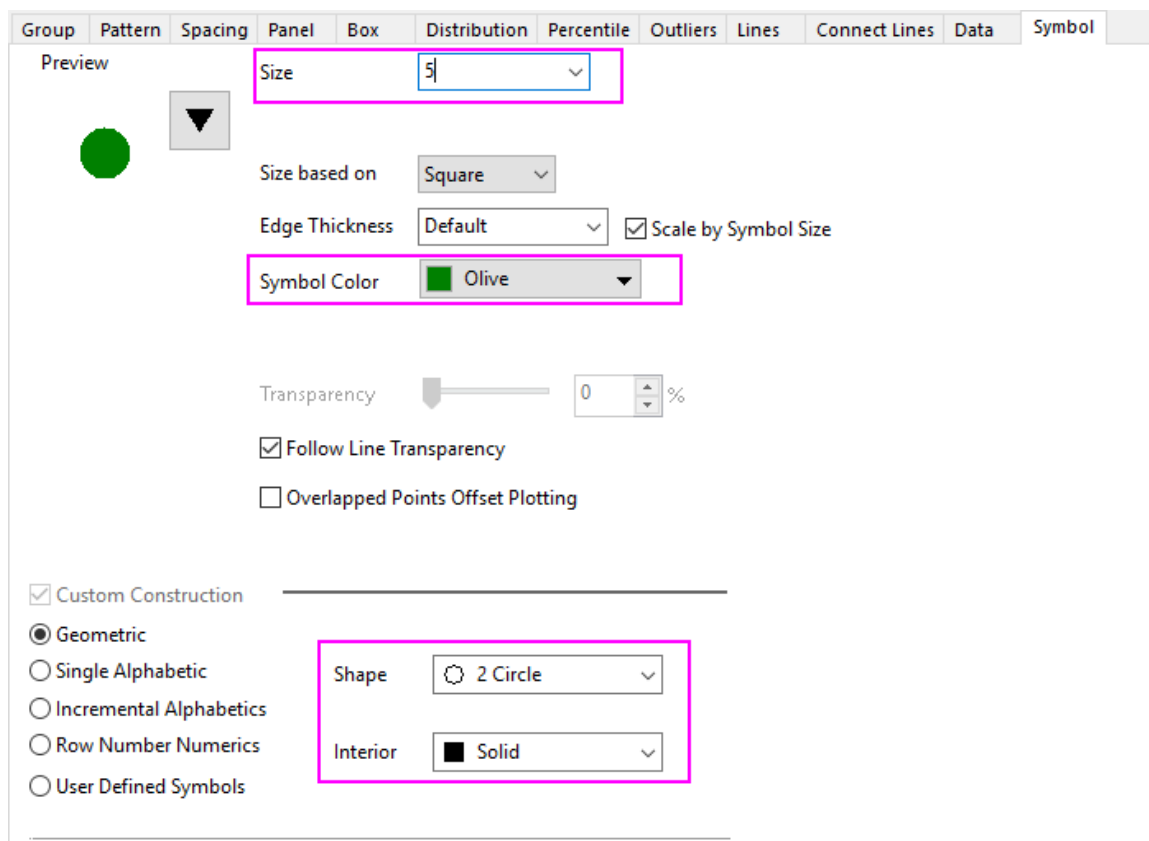 Group Pattern Spacing Panel Box Distribution Percentile Outliers Lines Connect Lines Data Symbol
Preview
Size 5
Size based on Square
Edge Thickness Default Scale by Symbol Size
Symbol Color Olive
Transparency 0 %
Follow Line Transparency
Overlapped Points Offset Plotting
Custom Construction
Geometric
Single Alphabetic
Incremental Alphabetics
Row Number Numerics
User Defined Symbols
Shape 2 Circle
Interior Solid